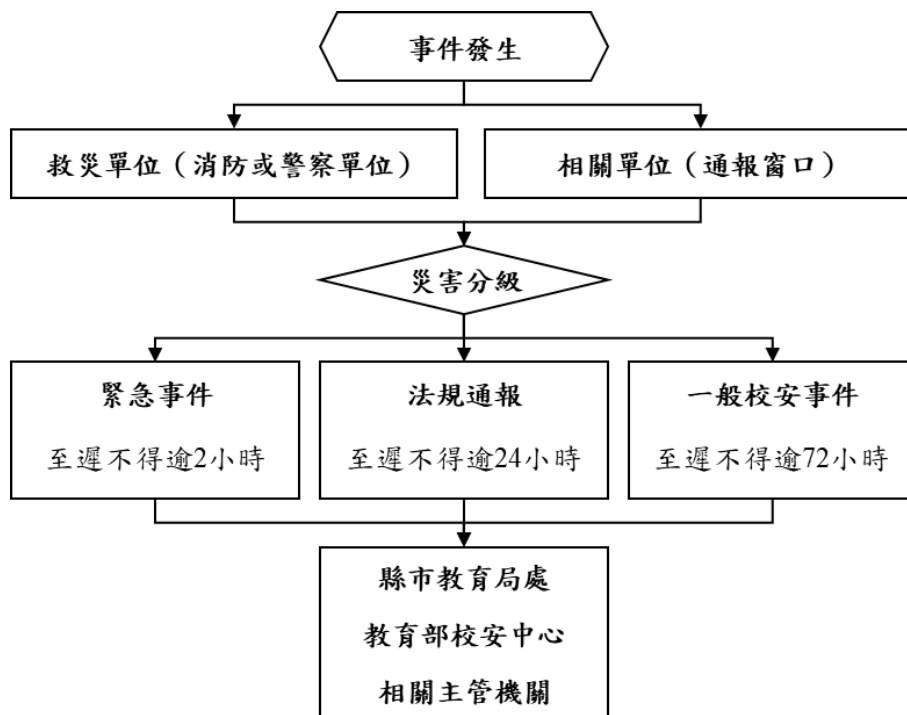 事件發生
救災單位（消防或警察單位）
相關單位（通報窗口）
災害分級
緊急事件
至遲不得逾2小時
法規通報
至遲不得逾24小時
一般校安事件
至遲不得逾72小時
縣市教育局處
教育部校安中心
相關主管機關